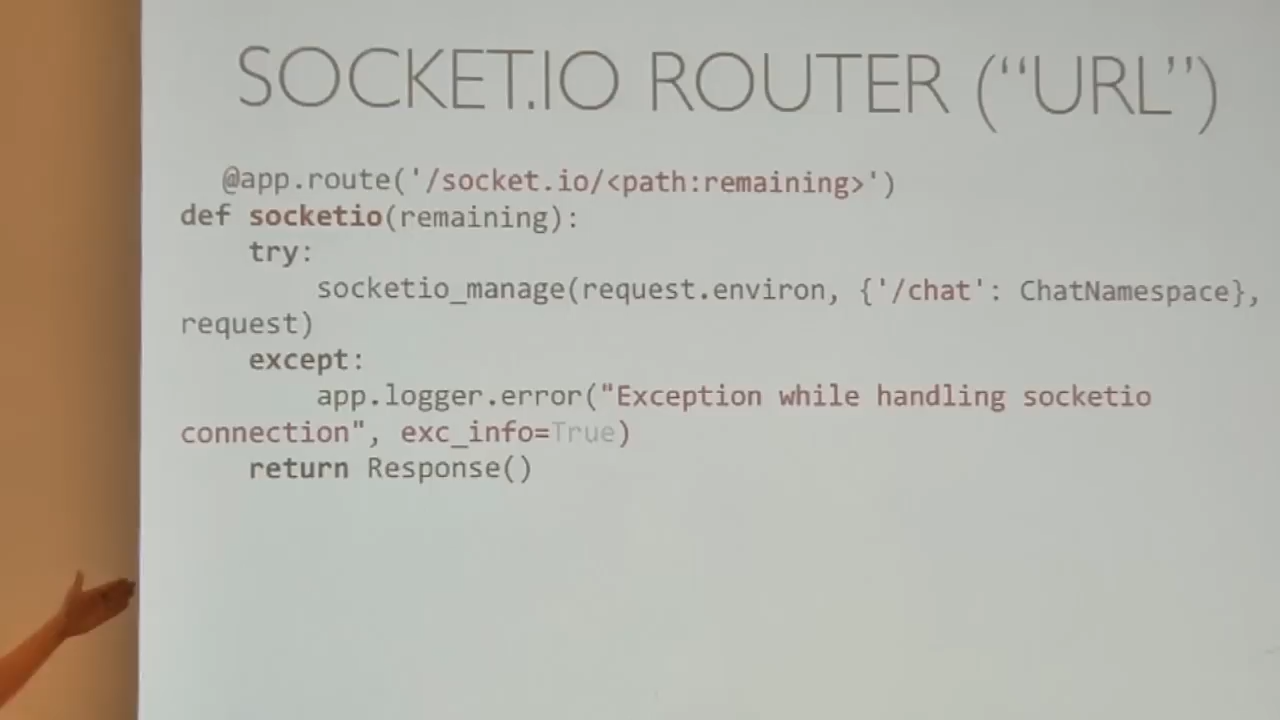 SOCKET.IO ROUTER (“URL”)
@app.route('/socket.io/<path:remaining>')
def socketio(remaining):
try:
socketio_manage(request.environ, {'/chat': ChatNamespace},
request)
except:
app.logger.error("Exception while handling socketio
connection", exc_info=True)
return Response()